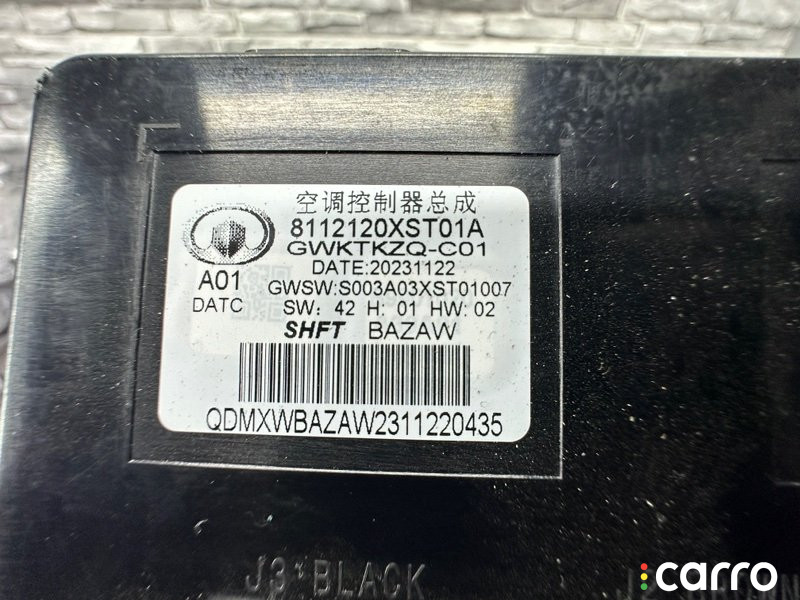 空调控制器总成
8112120XST01A
GWKTKZQ-C01
DATE:20231122
A01
GWSW:S003A03XST01007
DATC
SW: 42 H: 01 HW: 02
SHFT BAZAW
QDMXWBAZAW2311220435
J3 BLACK
carro